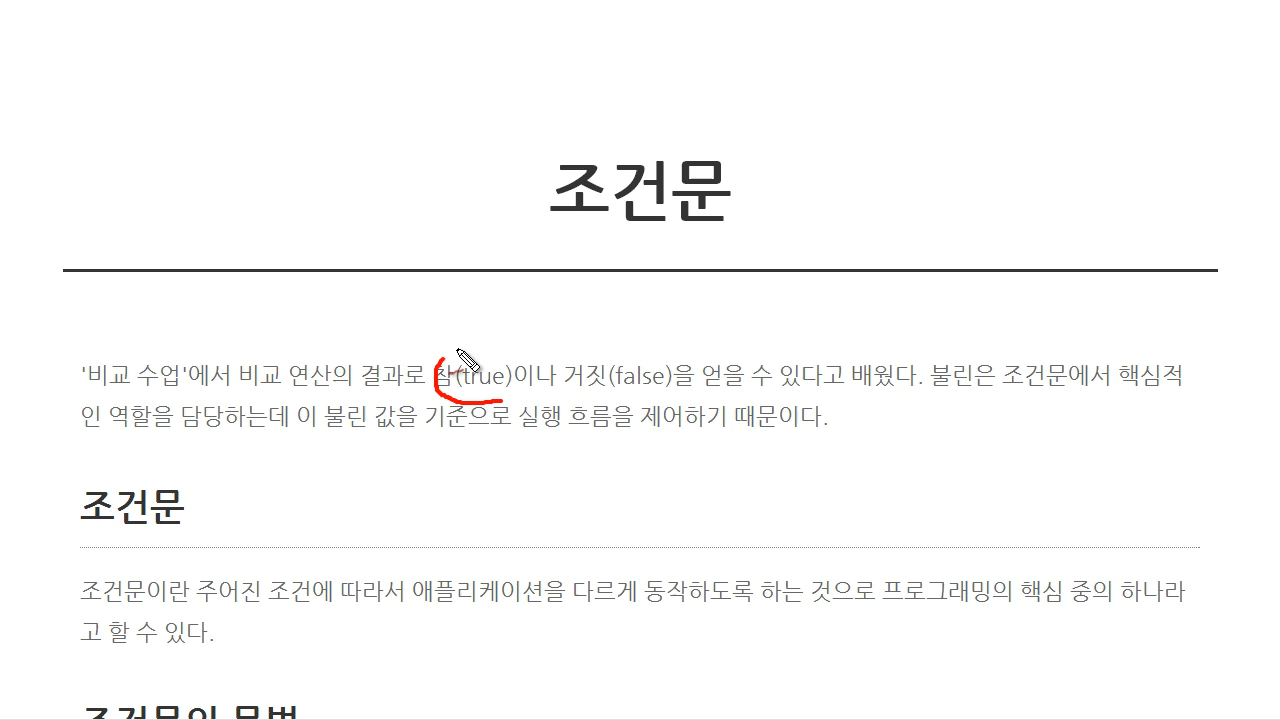 조건문
'비교 수업'에서 비교 연산의 결과로 참(true)이나 거짓(false)을 얻을 수 있다고 배웠다. 불린은 조건문에서 핵심적
인 역할을 담당하는데 이 불린 값을 기준으로 실행 흐름을 제어하기 때문이다.
조건문
조건문이란 주어진 조건에 따라서 애플리케이션을 다르게 동작하도록 하는 것으로 프로그래밍의 핵심 중의 하나라
고 할 수 있다.
조건문의 문법